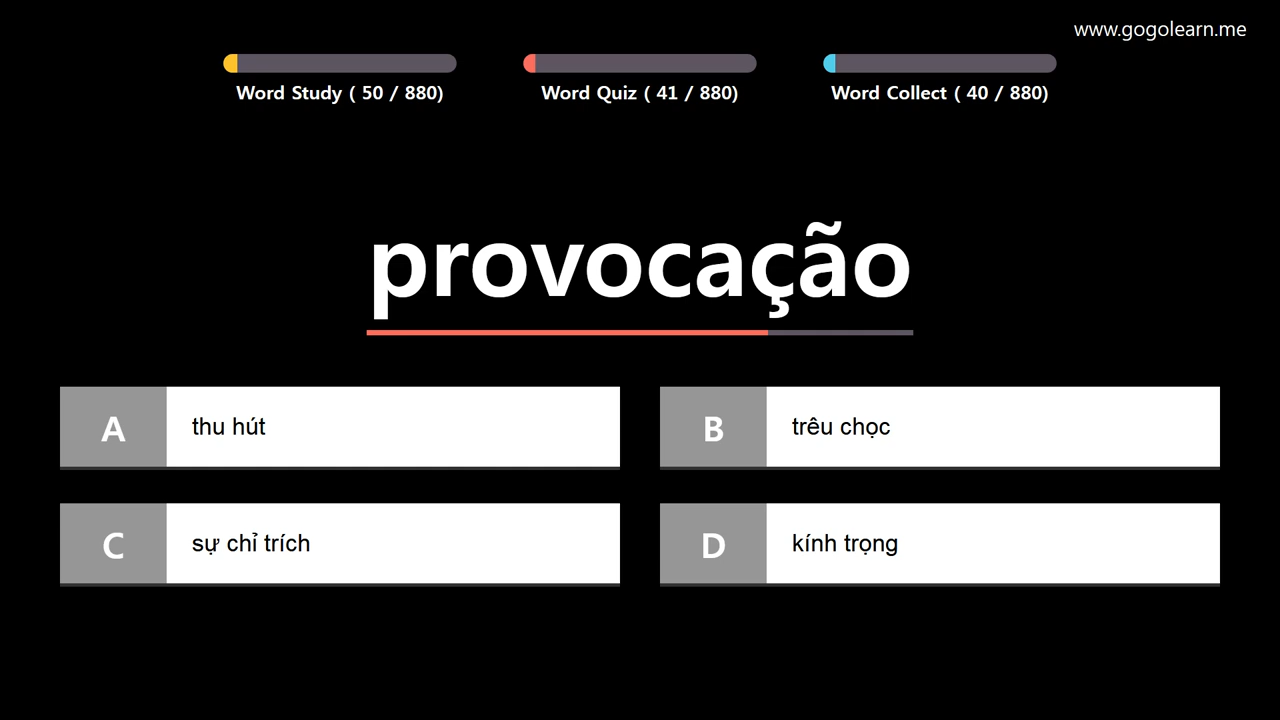 www.gogolearn.me
Word Study ( 50 / 880)
Word Quiz ( 41 / 880)
Word Collect ( 40 / 880)
provocação
A thu hút
B trêu chọc
C sự chỉ trích
D kính trọng